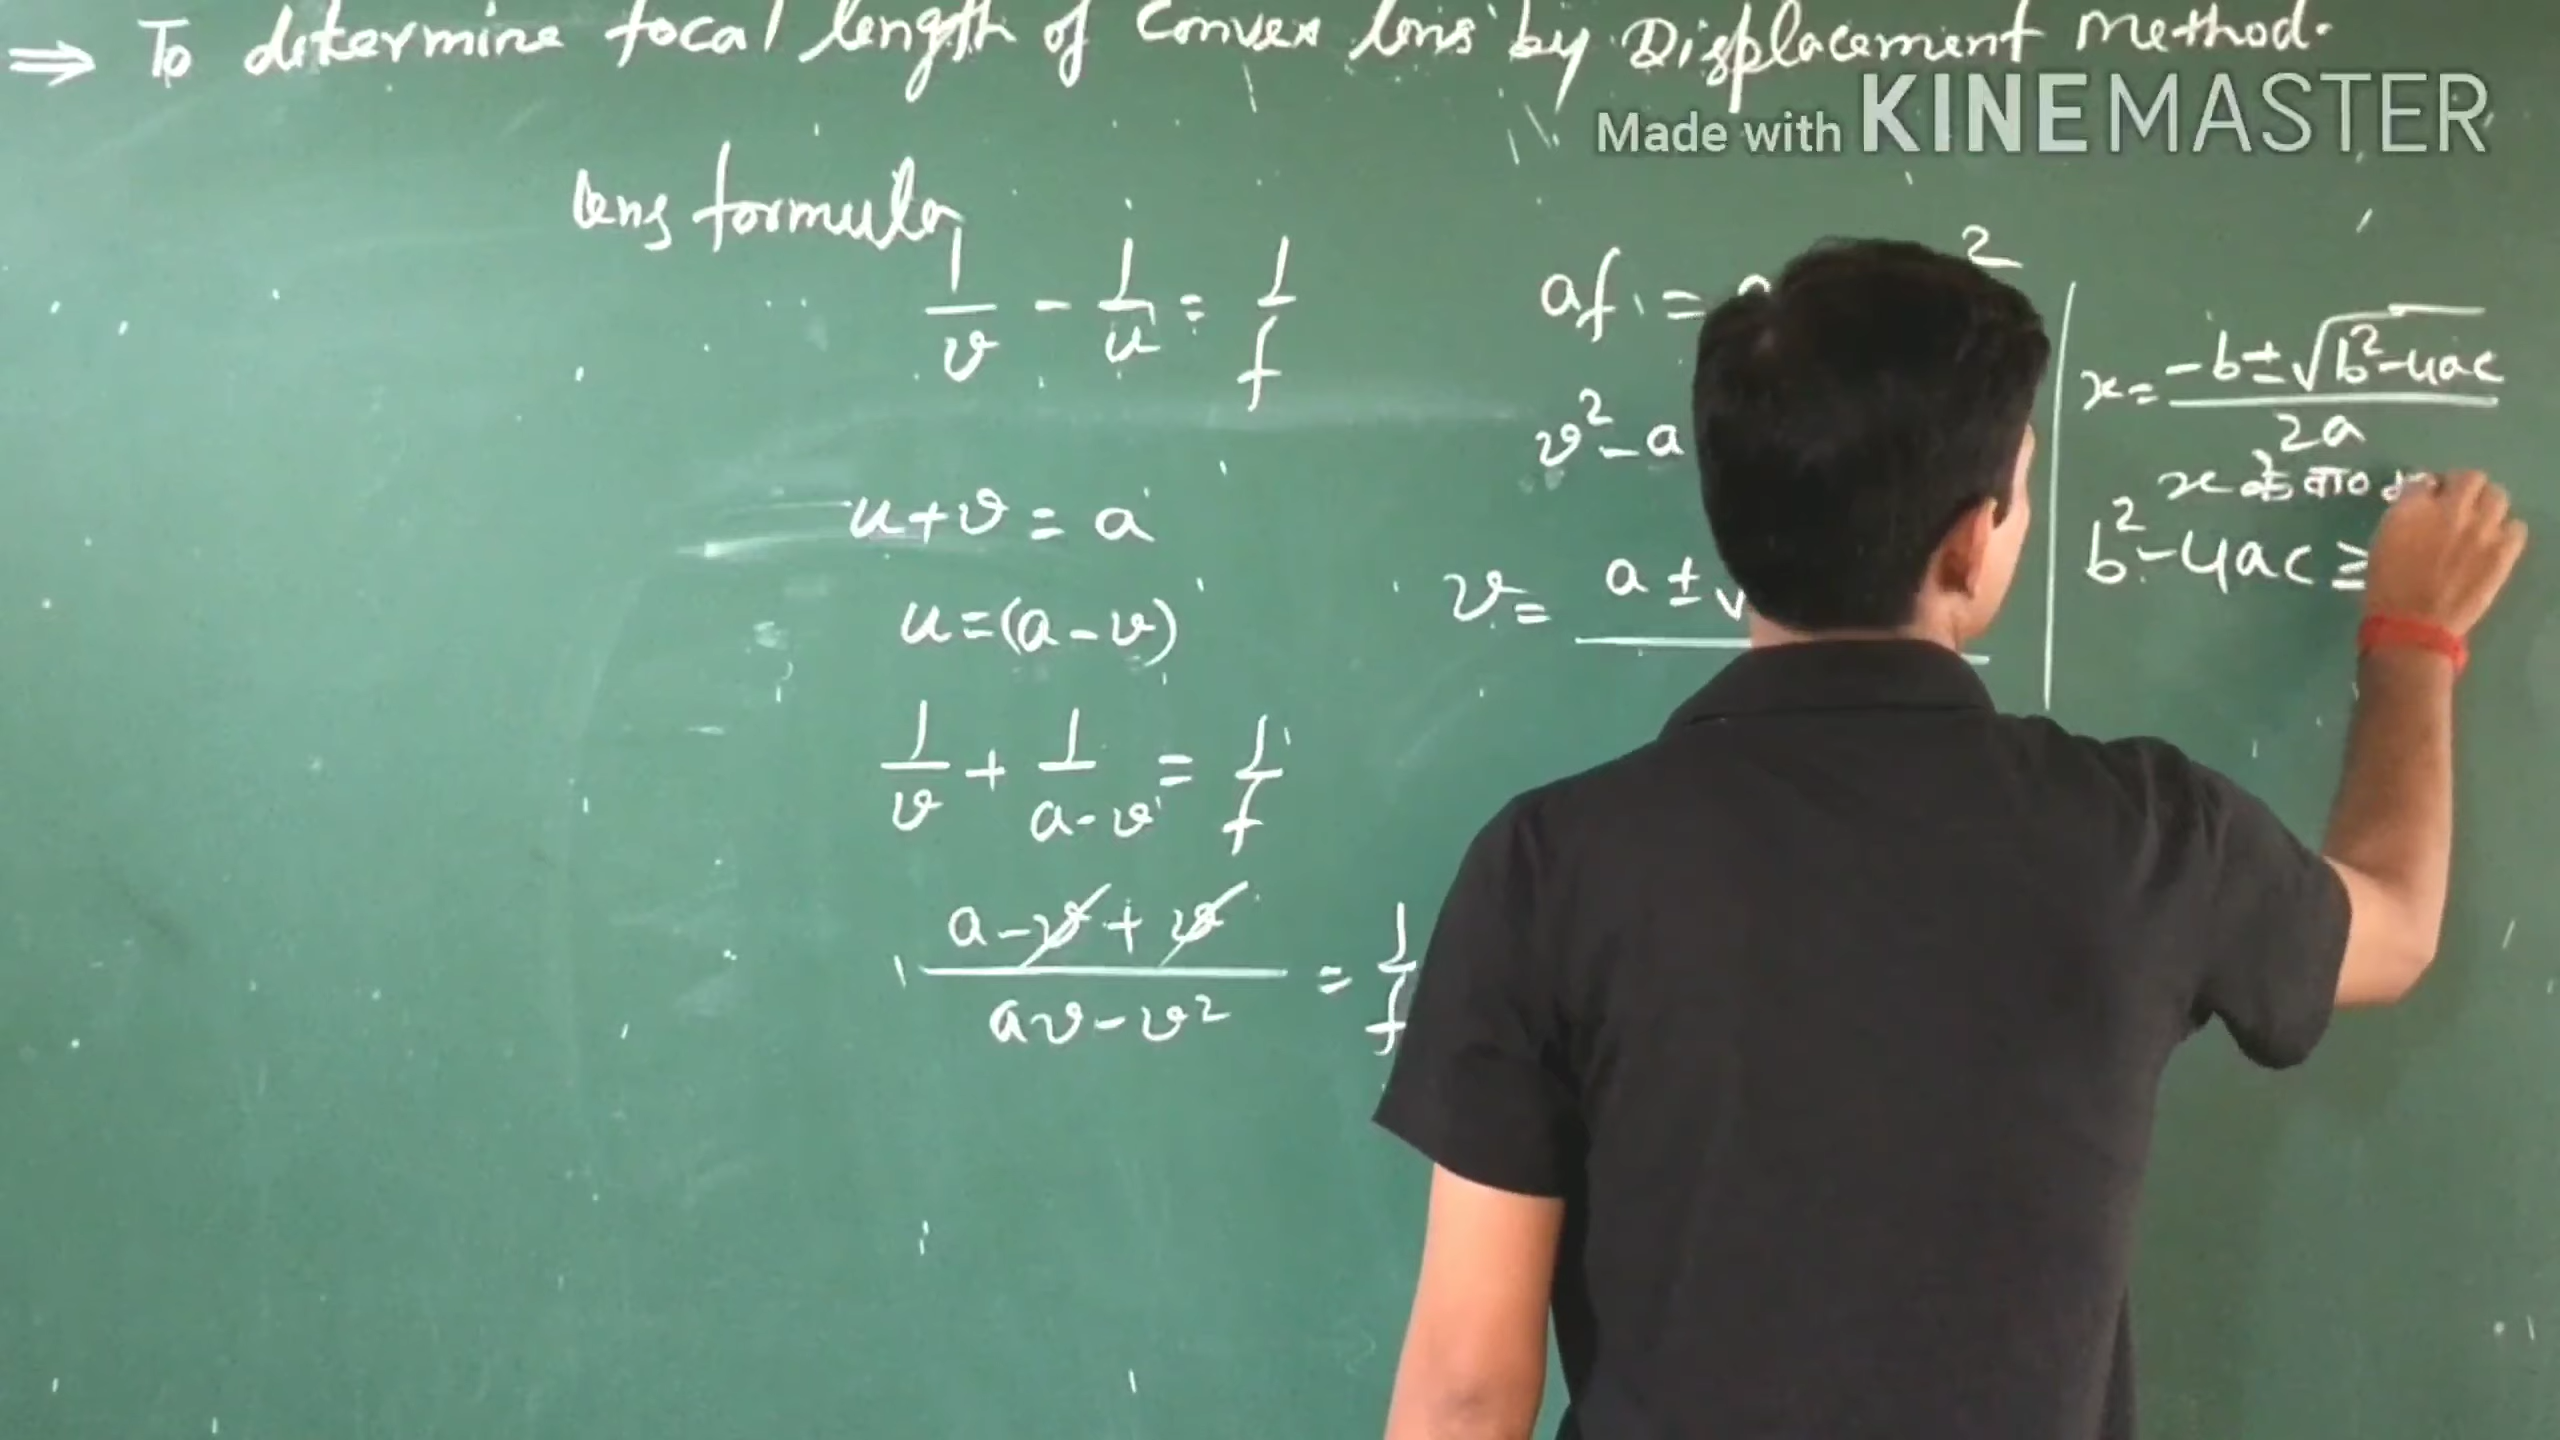 ⇒ To determine focal length of Convex lens by Displacement method.
Made with KINEMASTER
lens formula
1/v - 1/u = 1/f
u+v = a
u=(a-v)
1/v + 1/a-v = 1/f
a-v+v / av-v² = 1/f
af =
v²-a
v= a±√
x= -b±√b²-4ac / 2a
x के
b²-4ac ≥